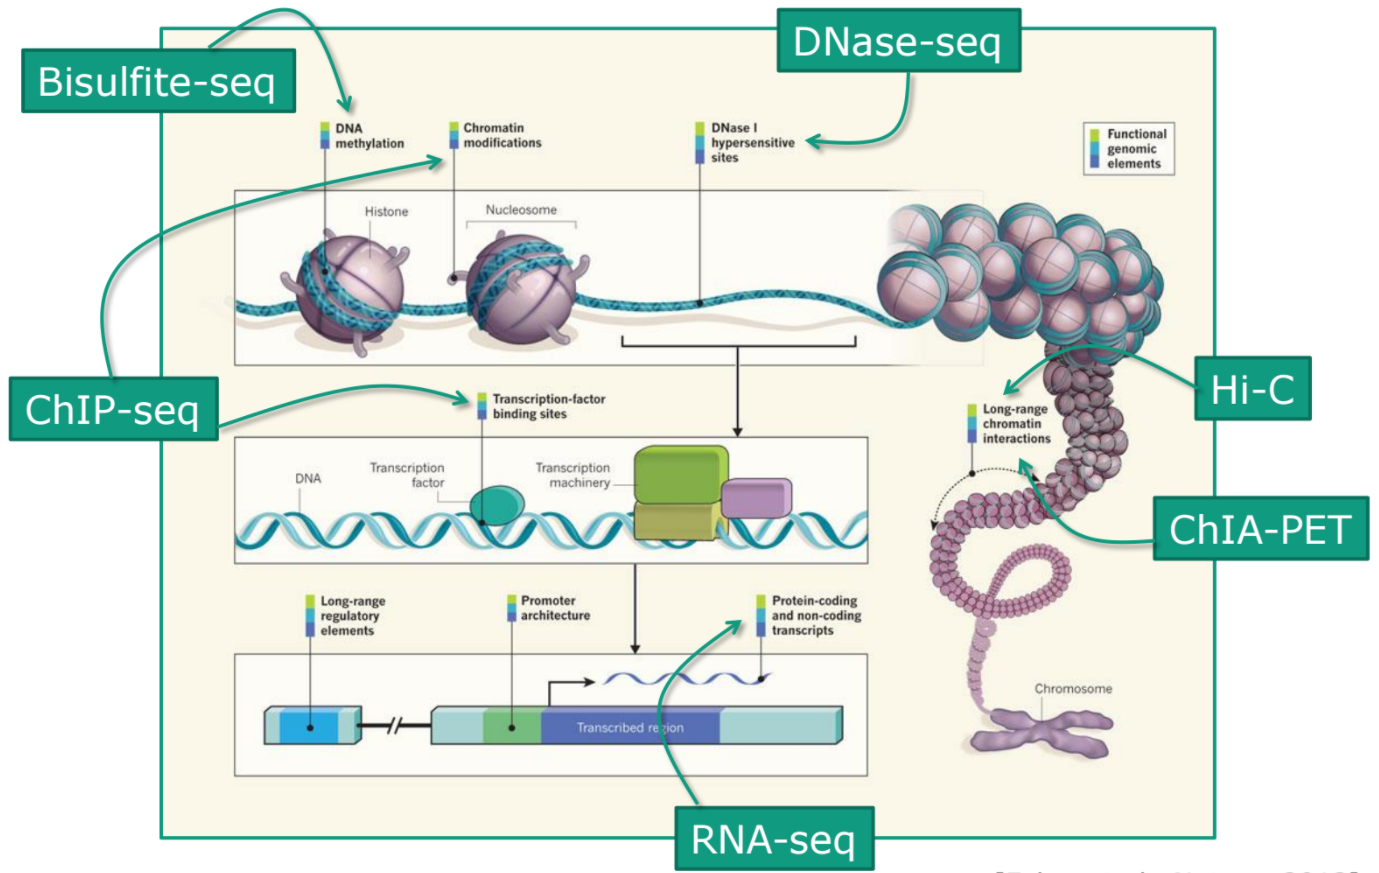 DNase-seq
Bisulfite-seq
DNA
methylation
Chromatin
modifications
DNase I
hypersensitive
sites
Functional
genomic
elements
Histone
Nucleosome
Hi-C
ChIP-seq
Transcription-factor
binding sites
Long-range
chromatin
interactions
DNA
Transcription
factor
Transcription
machinery
ChIA-PET
Long-range
regulatory
elements
Promoter
architecture
Protein-coding
and non-coding
transcripts
Chromosome
Transcribed region
RNA-seq